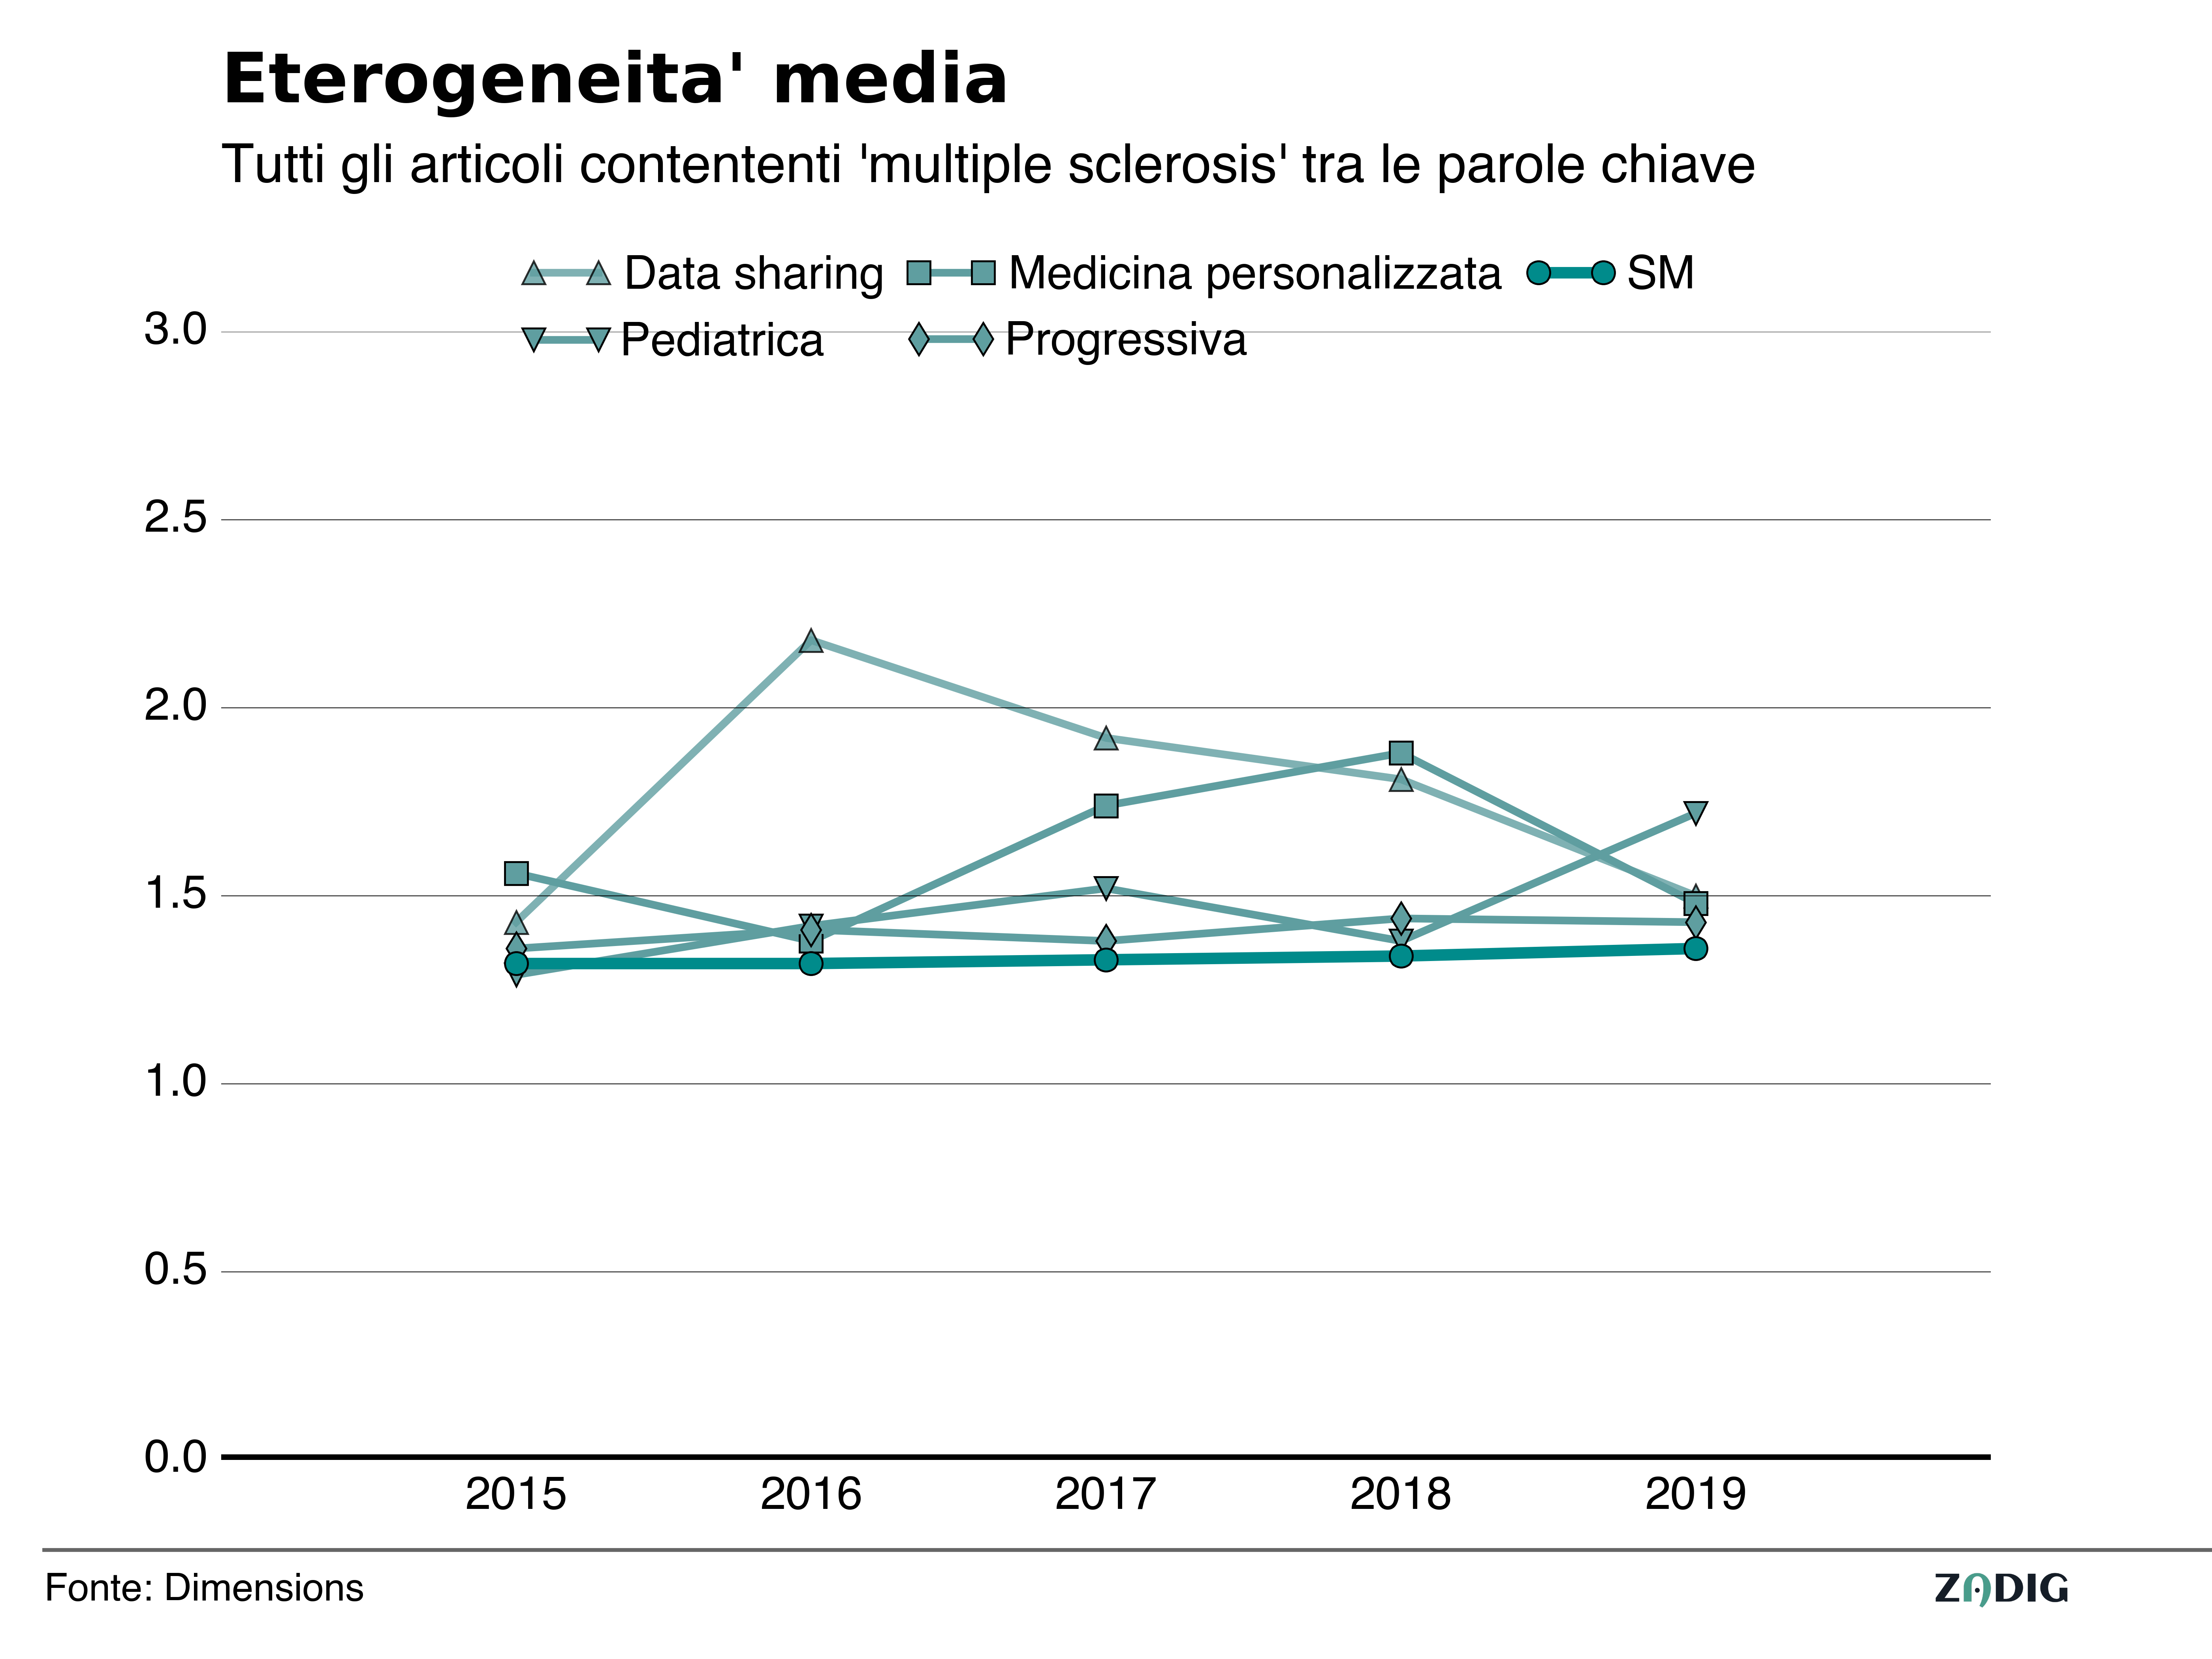 Eterogeneita' media
Tutti gli articoli contententi 'multiple sclerosis' tra le parole chiave
Data sharing Medicina personalizzata SM
Pediatrica Progressiva
3.0
2.5
2.0
1.5
1.0
0.5
0.0
2015 2016 2017 2018 2019
Fonte: Dimensions ZADIG